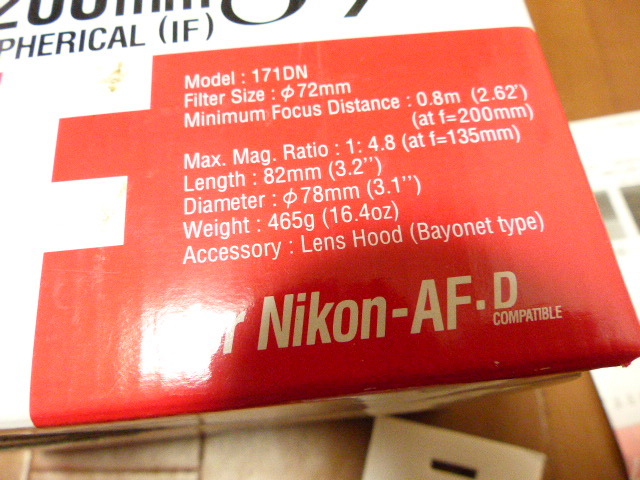 200mm
PHERICAL (IF)
Model : 171DN
Filter Size : φ72mm
Minimum Focus Distance : 0.8m (2.62')
(at f=200mm)
Max. Mag. Ratio : 1: 4.8 (at f=135mm)
Length : 82mm (3.2'')
Diameter : φ78mm (3.1'')
Weight : 465g (16.4oz)
Accessory : Lens Hood (Bayonet type)
r Nikon-AF·D
COMPATIBLE